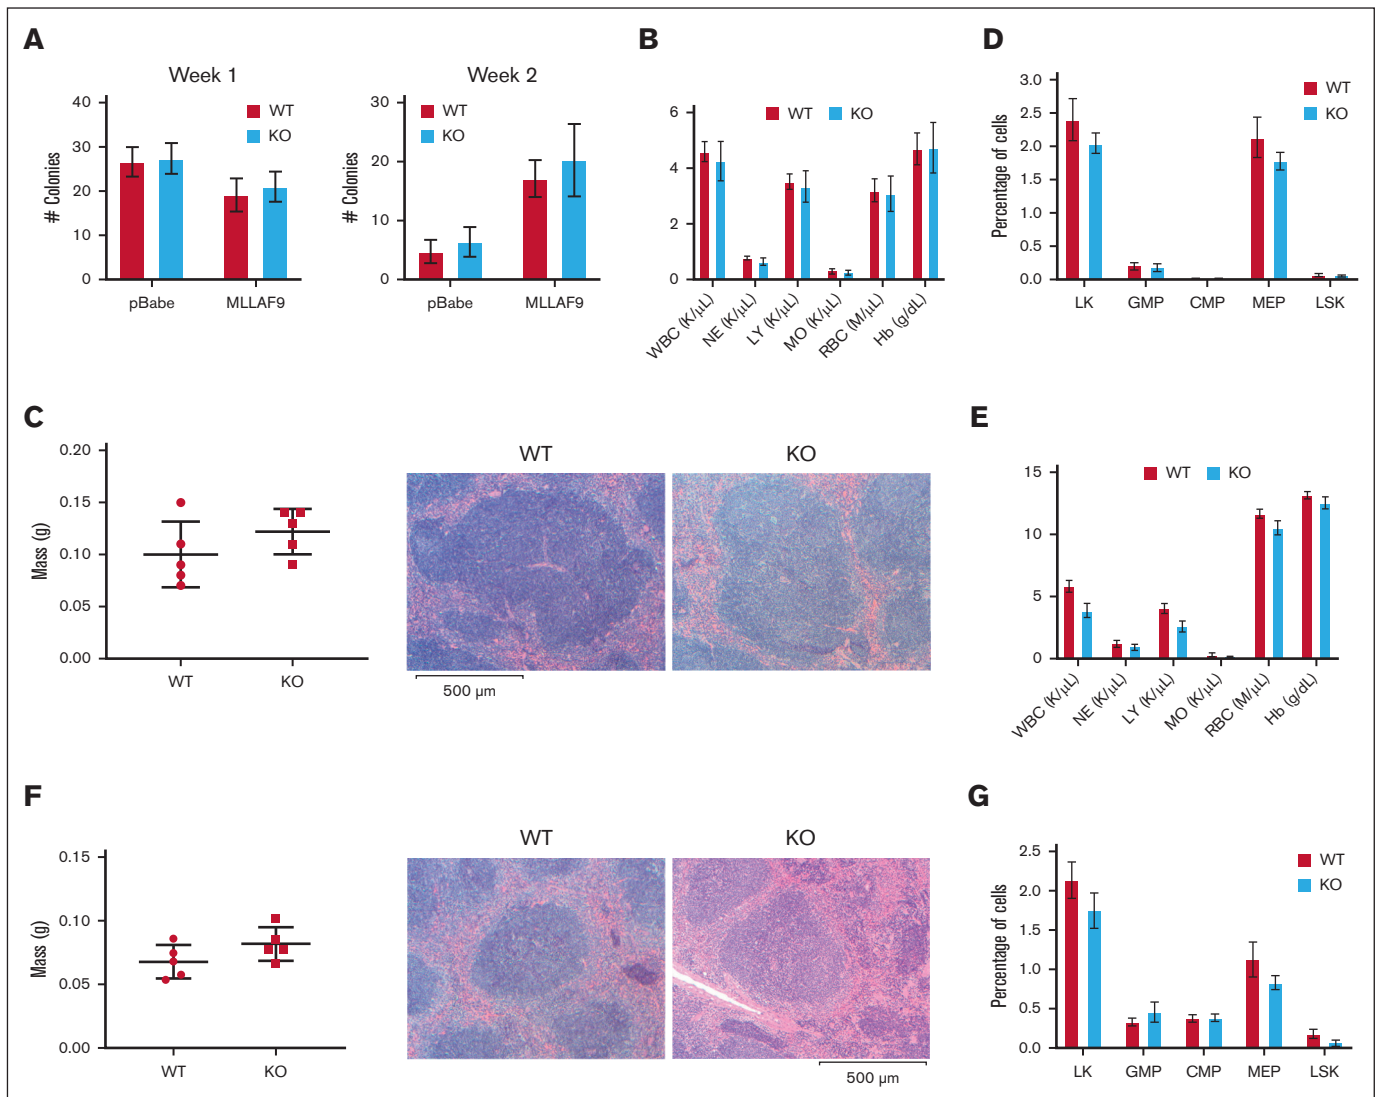 A
Week 1
# Colonies
40
30
20
10
0
WT
KO
pBabe
MLLAF9
Week 2
# Colonies
30
20
10
0
WT
KO
pBabe
MLLAF9
B
6
4
2
0
WT
KO
WBC (K/μL)
NE (K/μL)
LY (K/μL)
MO (K/μL)
RBC (M/μL)
Hb (g/dL)
D
Percentage of cells
3.0
2.5
2.0
1.5
1.0
0.5
0.0
WT
KO
LK
GMP
CMP
MEP
LSK
C
Mass (g)
0.20
0.15
0.10
0.05
0.00
WT
KO
WT
KO
500 μm
E
15
10
5
0
WT
KO
WBC (K/μL)
NE (K/μL)
LY (K/μL)
MO (K/μL)
RBC (M/μL)
Hb (g/dL)
F
Mass (g)
0.15
0.10
0.05
0.00
WT
KO
WT
KO
500 μm
G
Percentage of cells
2.5
2.0
1.5
1.0
0.5
0.0
WT
KO
LK
GMP
CMP
MEP
LSK